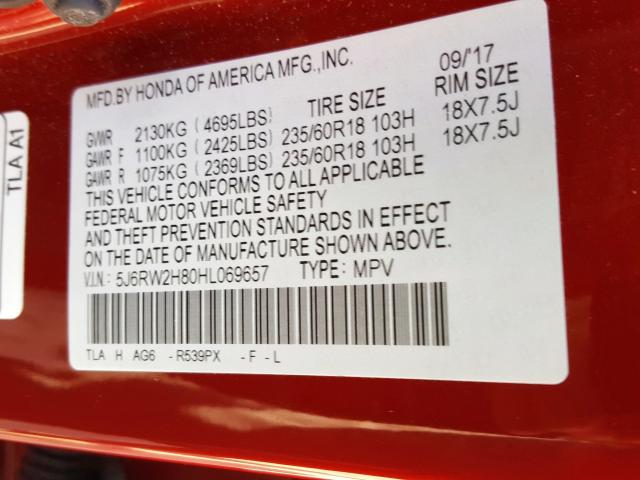 MFD.BY HONDA OF AMERICA MFG.,INC. 09/'17
TIRE SIZE RIM SIZE
GVWR 2130KG ( 4695LBS)
GAWR F 1100KG ( 2425LBS) 235/60R18 103H 18X7.5J
GAWR R 1075KG ( 2369LBS) 235/60R18 103H 18X7.5J
THIS VEHICLE CONFORMS TO ALL APPLICABLE
FEDERAL MOTOR VEHICLE SAFETY
AND THEFT PREVENTION STANDARDS IN EFFECT
ON THE DATE OF MANUFACTURE SHOWN ABOVE.
V.I.N.: 5J6RW2H80HL069657 TYPE: MPV
TLA H AG6 - R539PX - F - L
TLA A1